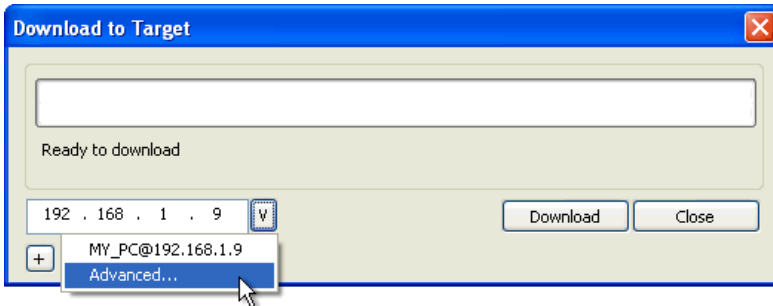 Download to Target
Ready to download
192 . 168 . 1 . 9 V
Download Close
MY_PC@192.168.1.9
+
Advanced...